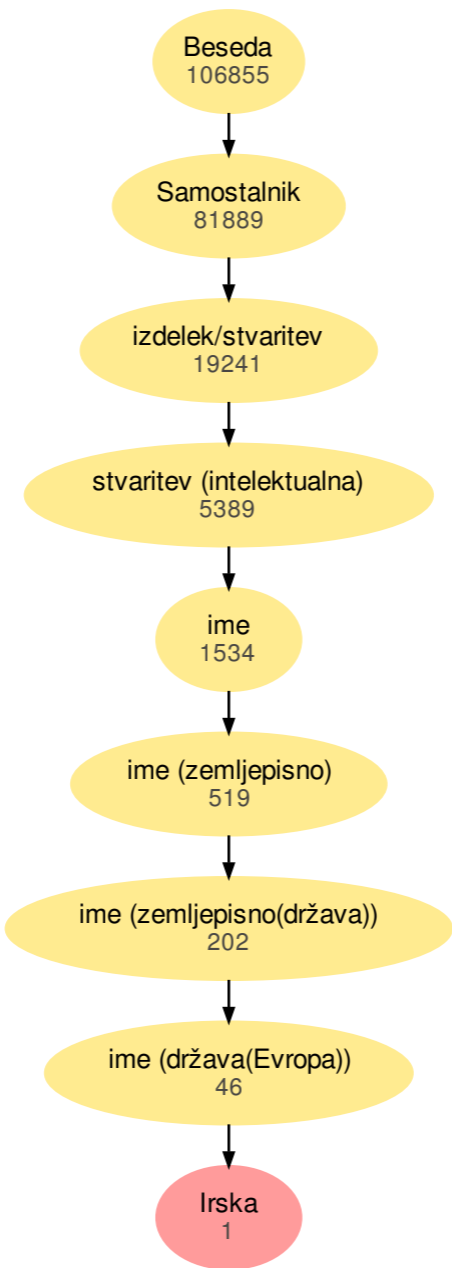 Beseda
106855
Samostalnik
81889
izdelek/stvaritev
19241
stvaritev (intelektualna)
5389
ime
1534
ime (zemljepisno)
519
ime (zemljepisno(država))
202
ime (država(Evropa))
46
Irska
1